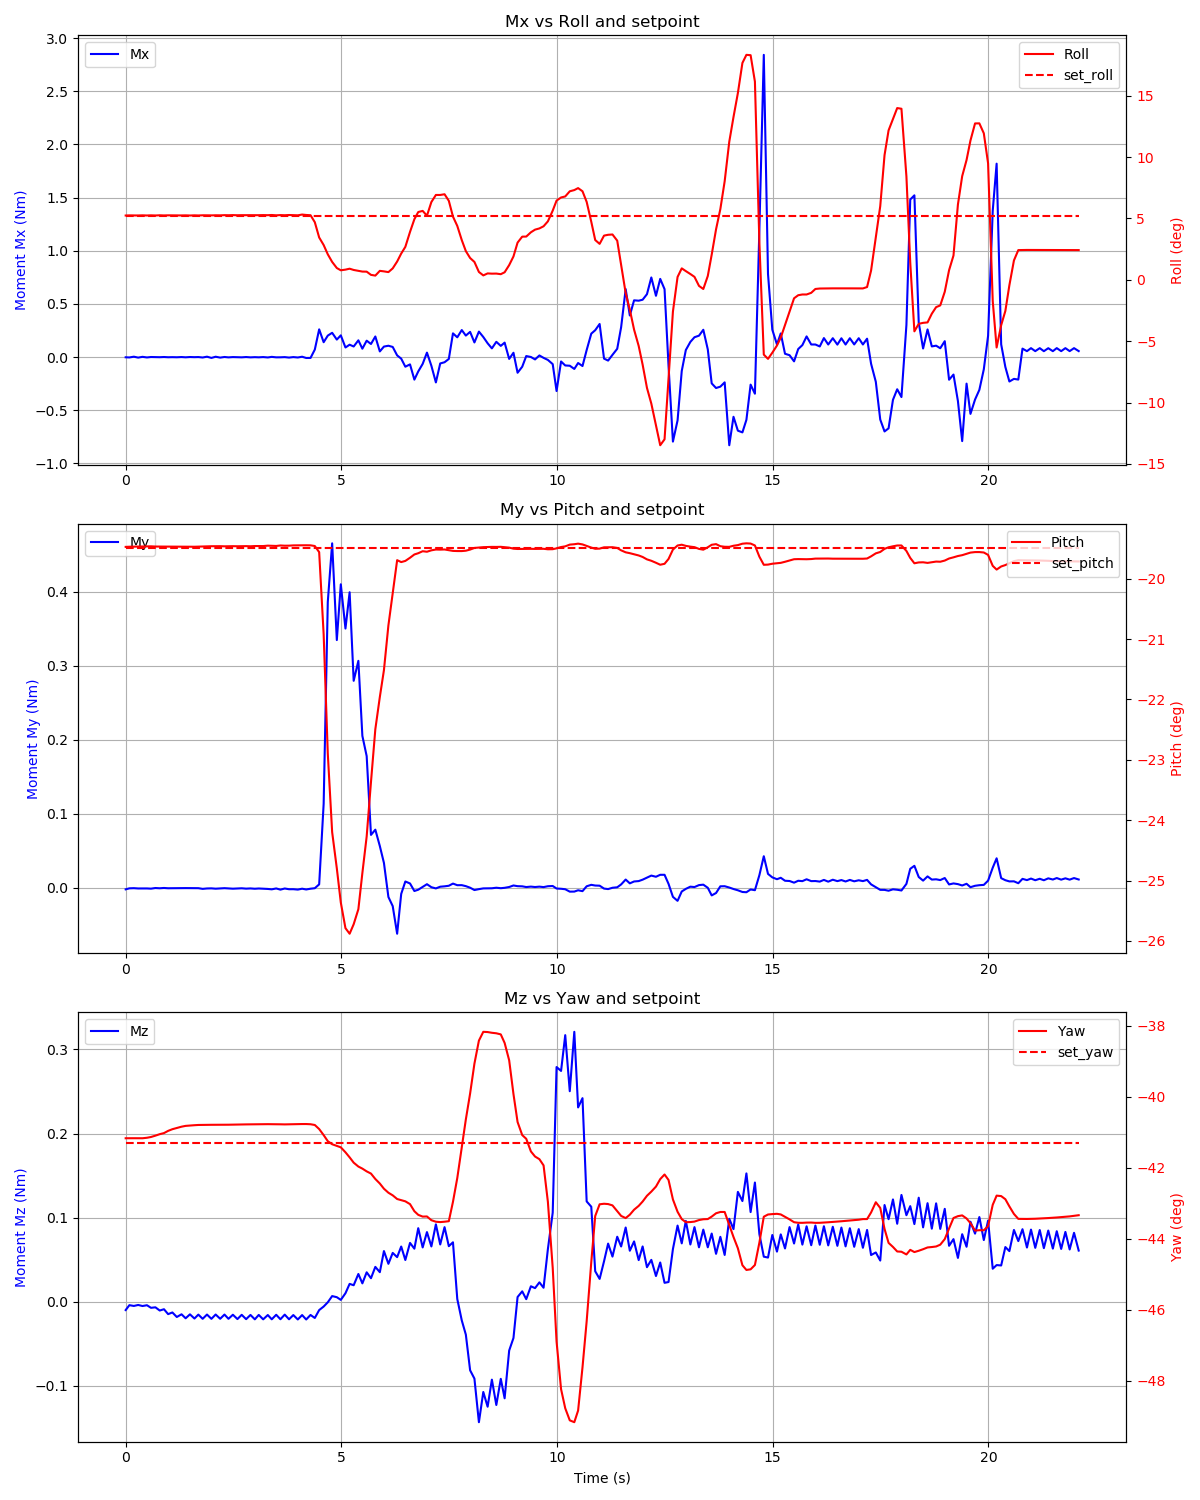 Mx vs Roll and setpoint
Mx
Roll
set_roll
3.0
2.5
2.0
1.5
1.0
0.5
0.0
−0.5
−1.0
Moment Mx (Nm)
15
10
5
0
−5
−10
−15
Roll (deg)
0
5
10
15
20
My vs Pitch and setpoint
My
Pitch
set_pitch
0.4
0.3
0.2
0.1
0.0
Moment My (Nm)
−20
−21
−22
−23
−24
−25
−26
Pitch (deg)
0
5
10
15
20
Mz vs Yaw and setpoint
Mz
Yaw
set_yaw
0.3
0.2
0.1
0.0
−0.1
Moment Mz (Nm)
−38
−40
−42
−44
−46
−48
Yaw (deg)
0
5
10
15
20
Time (s)